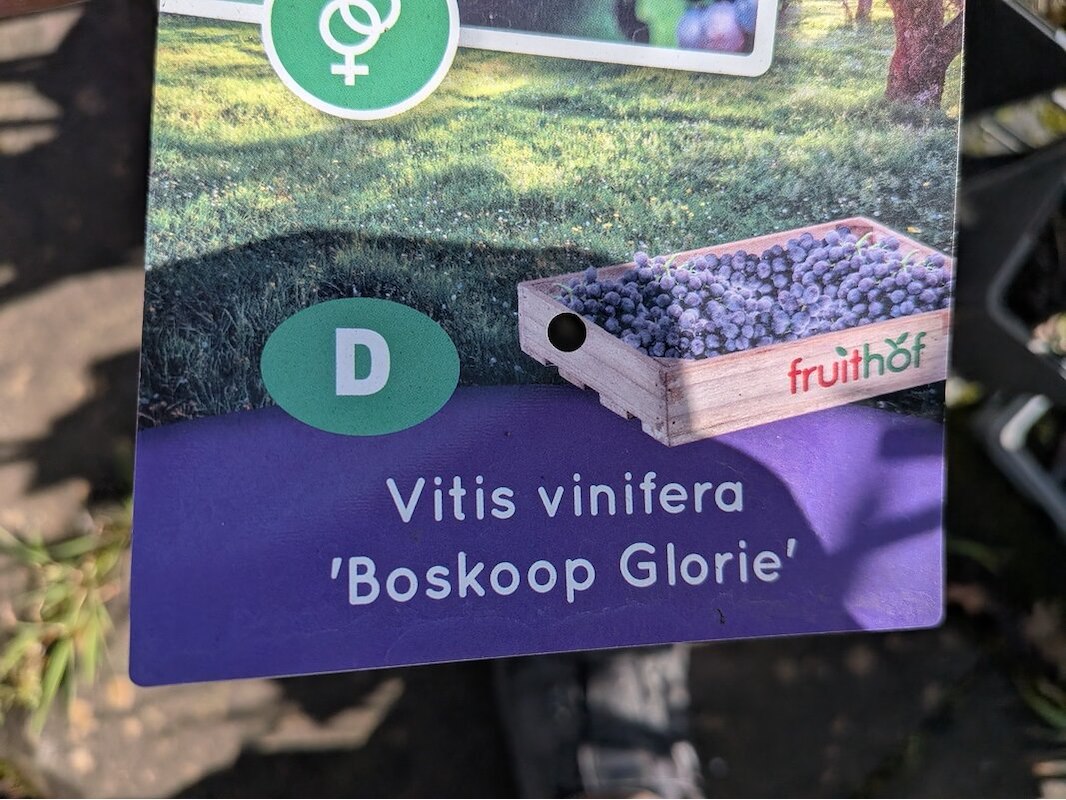 D
fruithof
Vitis vinifera
'Boskoop Glorie'